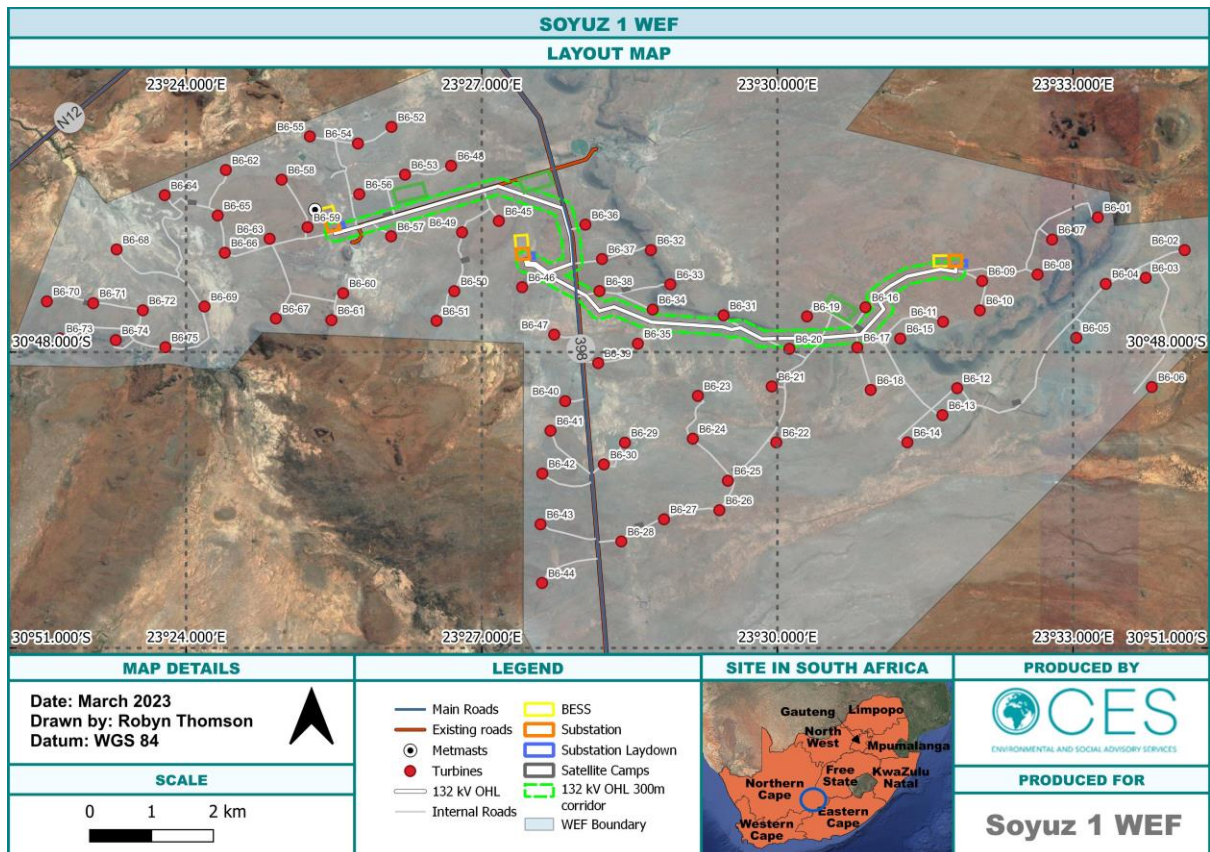 SOYUZ 1 WEF
LAYOUT MAP
23°24.000'E
23°27.000'E
23°30.000'E
23°33.000'E
N12
B6-55
B6-54
B6-52
B6-62
B6-58
B6-53
B6-48
B6-64
B6-56
B6-65
B6-59
B6-49
B6-45
B6-36
B6-01
B6-63
B6-57
B6-07
B6-68
B6-66
B6-37
B6-32
B6-02
B6-46
B6-09
B6-08
B6-04
B6-03
B6-60
B6-50
B6-38
B6-33
B6-70
B6-71
B6-72
B6-69
B6-34
B6-31
B6-19
B6-16
B6-10
B6-67
B6-61
B6-51
B6-11
B6-73
B6-74
B6-75
B6-47
B6-35
B6-20
B6-17
B6-15
B6-05
30°48.000'S
398
B6-39
30°48.000'S
B6-23
B6-21
B6-18
B6-12
B6-06
B6-40
B6-13
B6-41
B6-29
B6-24
B6-22
B6-14
B6-42
B6-30
B6-25
B6-43
B6-28
B6-27
B6-26
B6-44
30°51.000'S
23°24.000'E
23°27.000'E
23°30.000'E
23°33.000'E
30°51.000'S
MAP DETAILS
Date: March 2023
Drawn by: Robyn Thomson
Datum: WGS 84
SCALE
0 1 2 km
LEGEND
Main Roads
Existing roads
Metmasts
Turbines
132 kV OHL
Internal Roads
BESS
Substation
Substation Laydown
Satellite Camps
132 kV OHL 300m
corridor
WEF Boundary
SITE IN SOUTH AFRICA
Gauteng
Limpopo
North
West
Mpumalanga
Free
State
KwaZulu
Natal
Northern
Cape
Eastern
Cape
Western
Cape
PRODUCED BY
CES
ENVIRONMENTAL AND SOCIAL ADVISORY SERVICES
PRODUCED FOR
Soyuz 1 WEF